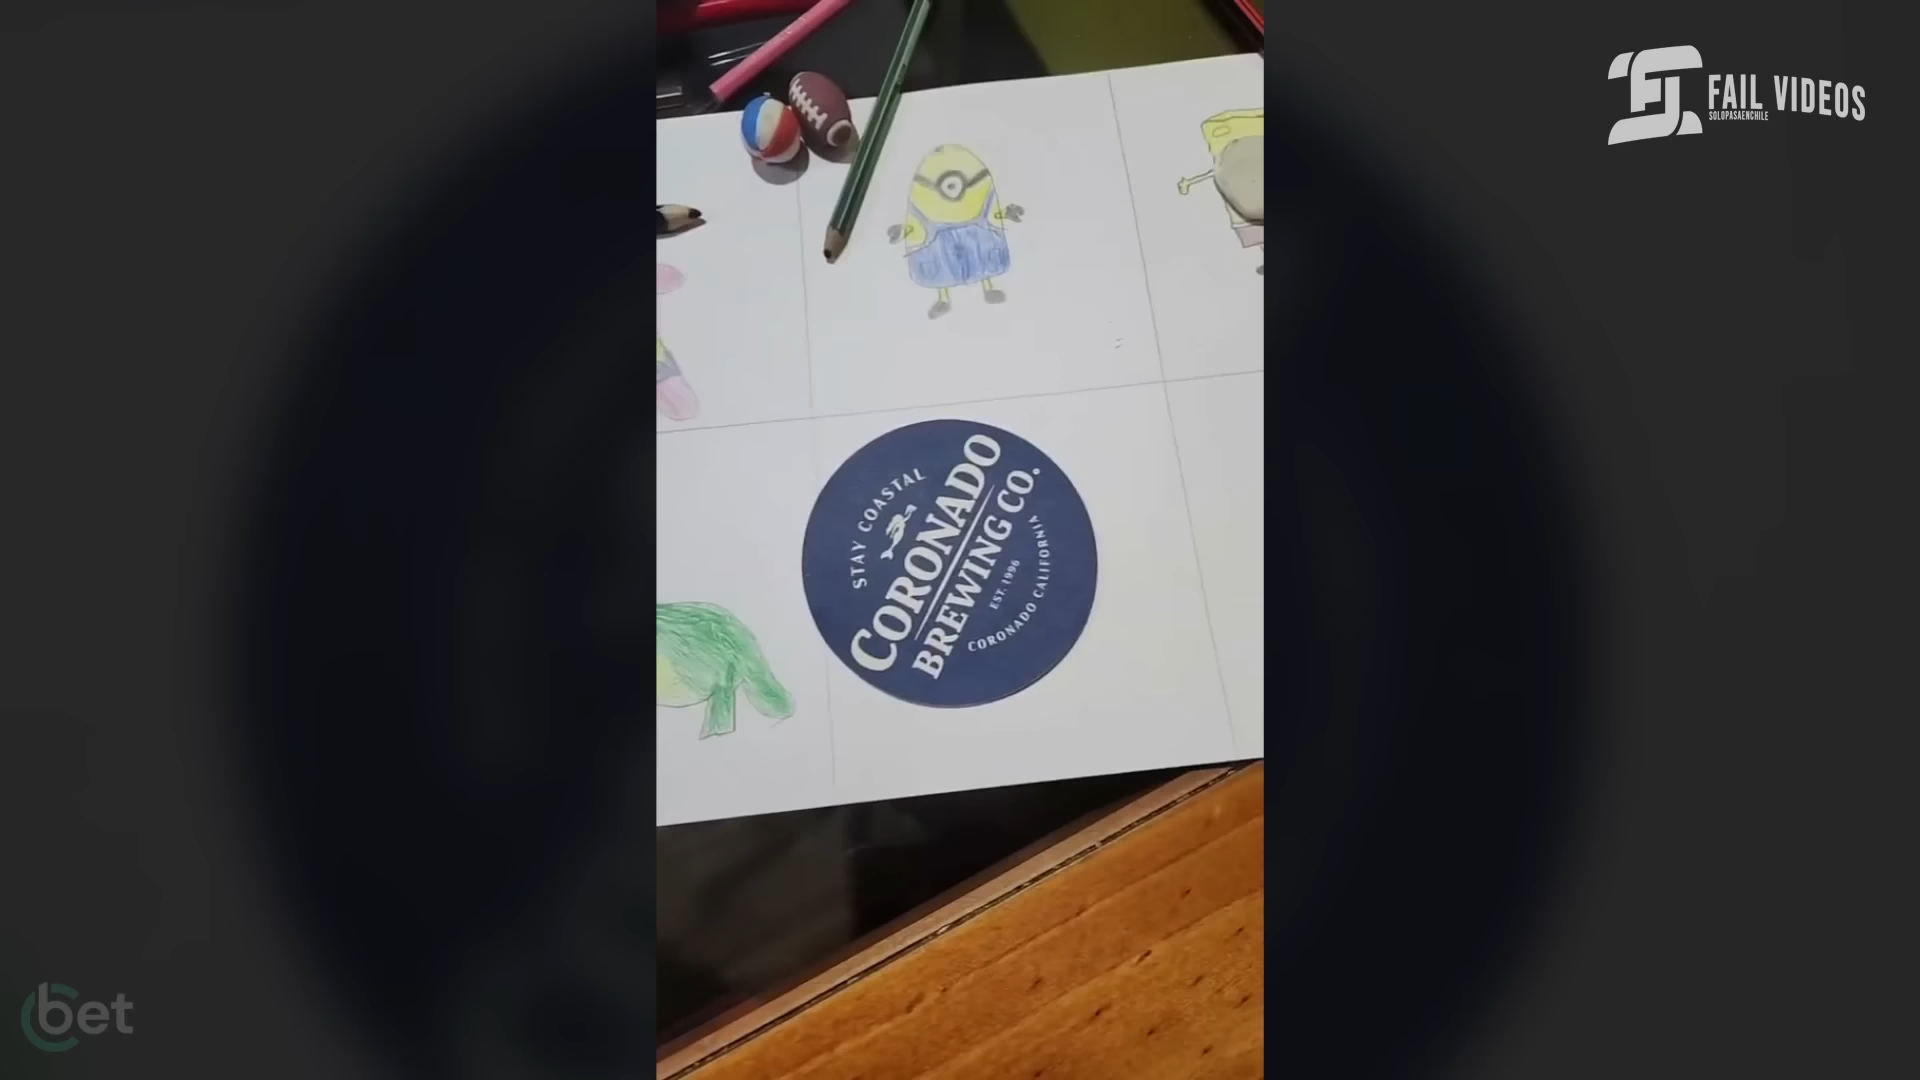 FAIL VIDEOS
SOLOPASAENCHILE
STAY COASTAL
CORONADO
BREWING CO.
EST. 1996
CORONADO CALIFORNIA
bet